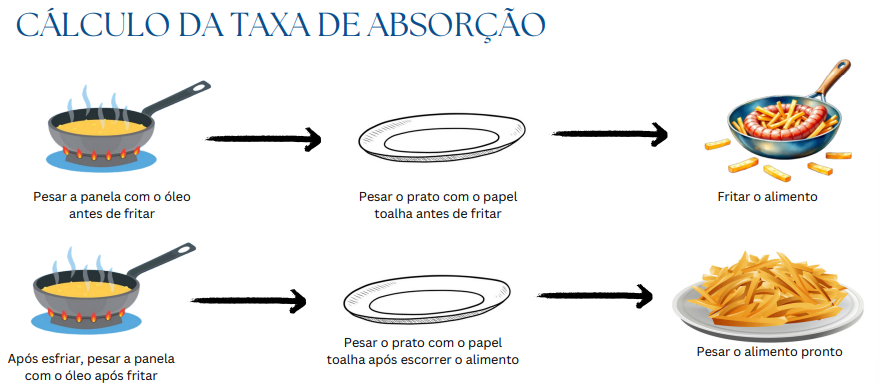 CÁLCULO DA TAXA DE ABSORÇÃO
Pesar a panela com o óleo
antes de fritar
Pesar o prato com o papel
toalha antes de fritar
Fritar o alimento
Após esfriar, pesar a panela
com o óleo após fritar
Pesar o prato com o papel
toalha após escorrer o alimento
Pesar o alimento pronto